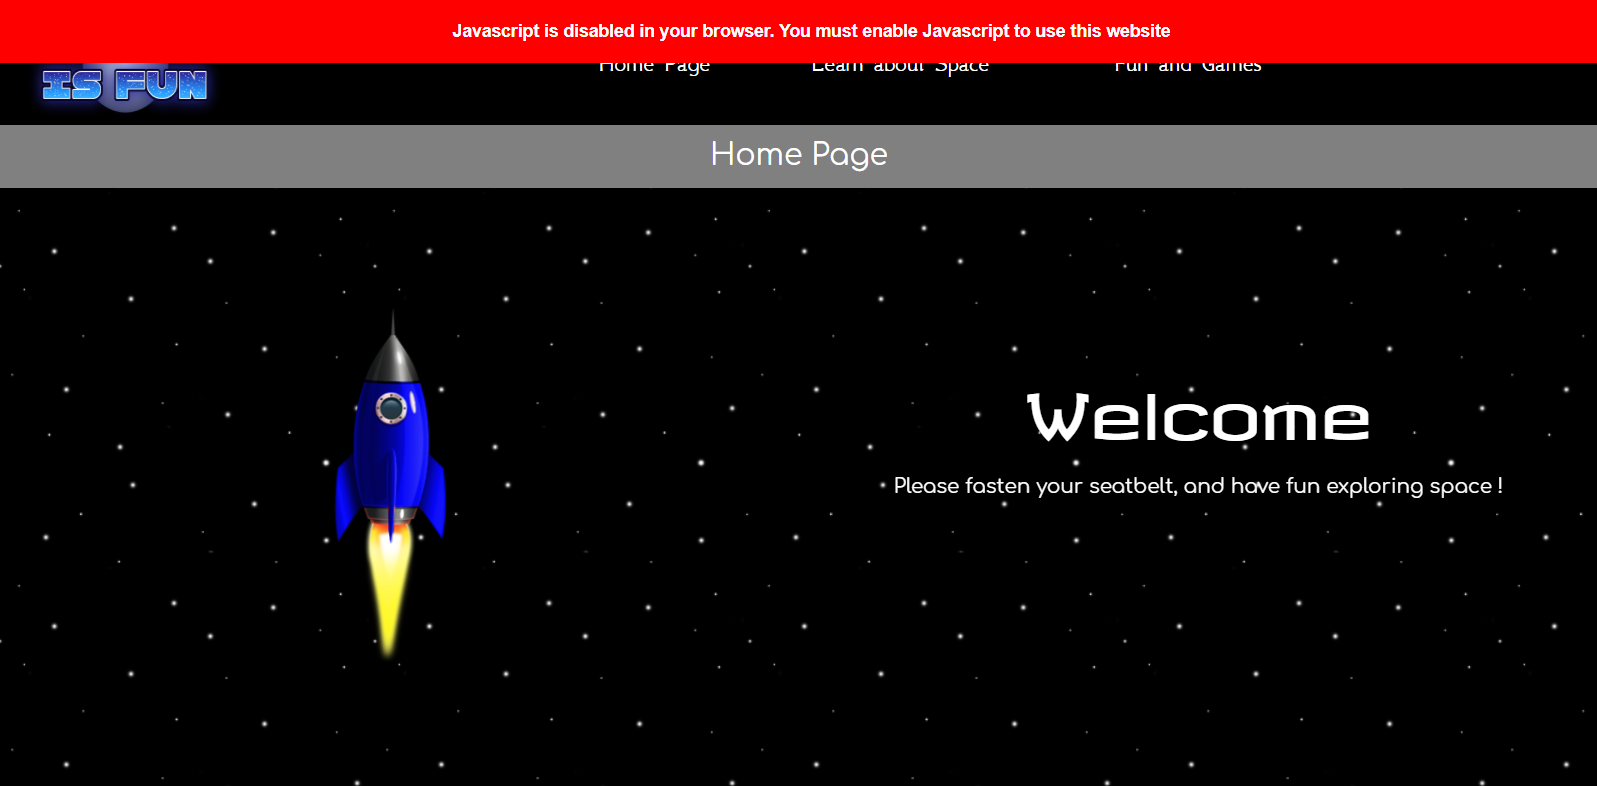 Javascript is disabled in your browser. You must enable Javascript to use this website
IS FUN
Home Page
Learn about Space
Fun and Games
Home Page
Welcome
Please fasten your seatbelt, and have fun exploring space !